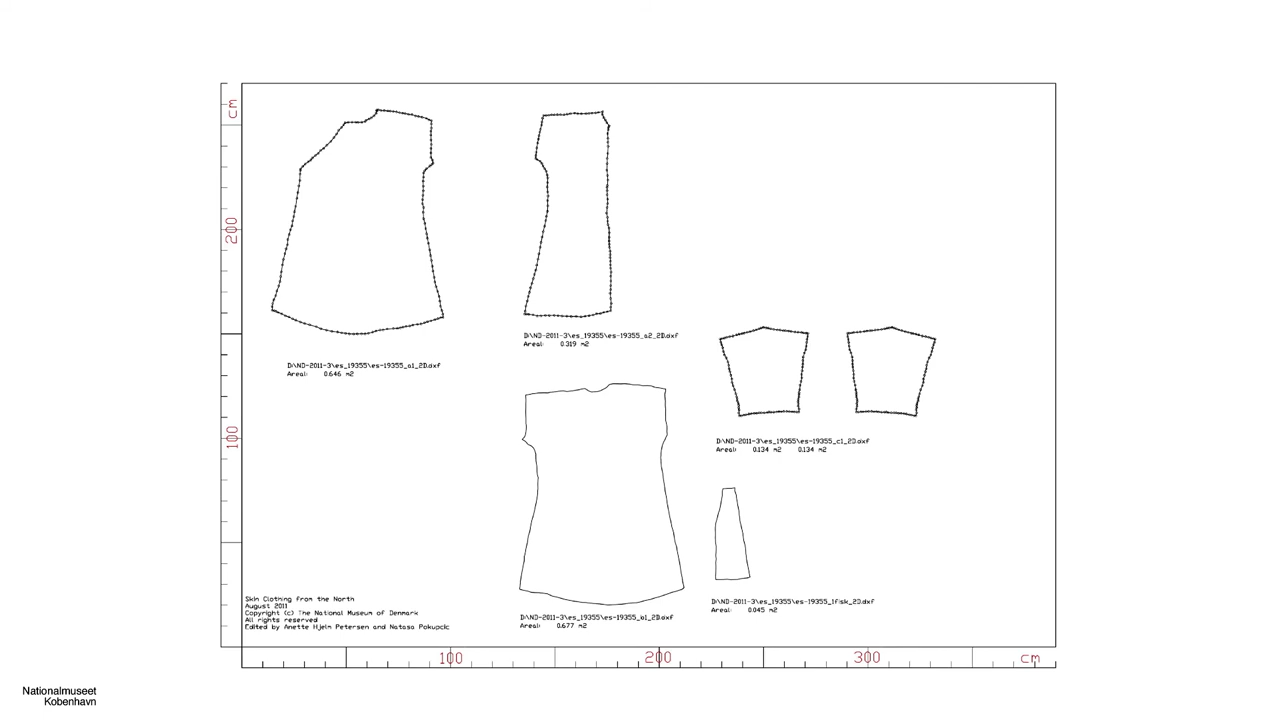 cm
200
100
D:\ND-2011-3\es_19355\es-19355_a1_2D.dxf
Areal: 0.646 m2
D:\ND-2011-3\es_19355\es-19355_a2_2D.dxf
Areal: 0.319 m2
D:\ND-2011-3\es_19355\es-19355_c1_2D.dxf
Areal: 0.134 m2 0.134 m2
D:\ND-2011-3\es_19355\es-19355_1fisk_2D.dxf
Areal: 0.045 m2
D:\ND-2011-3\es_19355\es-19355_b1_2D.dxf
Areal: 0.677 m2
Skin Clothing from the North
August 2011
Copyright (c) The National Museum of Denmark
All rights reserved
Edited by Anette Hjelm Petersen and Natasa Pokupcic
100 200 300 cm
Nationalmuseet
Kobenhavn